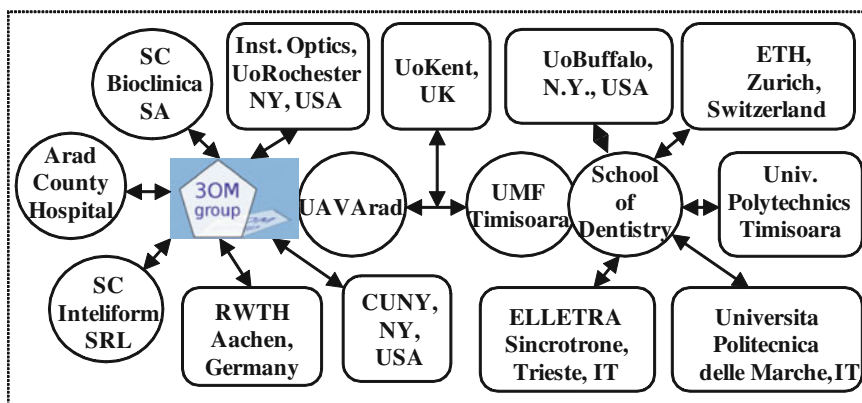 SC
Bioclinica
SA
Inst. Optics,
UoRochester
NY, USA
UoKent,
UK
UoBuffalo,
N.Y., USA
ETH,
Zurich,
Switzerland
Arad
County
Hospital
3OM
group
UAVArad
UMF
Timisoara
School
of
Dentistry
Univ.
Polytechnics
Timisoara
SC
Inteliform
SRL
RWTH
Aachen,
Germany
CUNY,
NY,
USA
ELLETRA
Sincrotrone,
Trieste, IT
Universita
Politecnica
delle Marche,IT